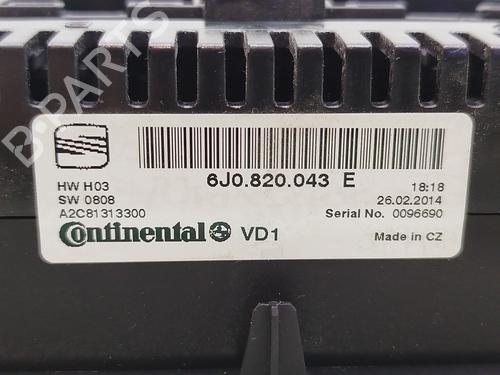 6J0.820.043 E
HW H03
18:18
SW 0808
26.02.2014
A2C81313300
Serial No. 0096690
Continental VD1
Made in CZ
B-PARTS